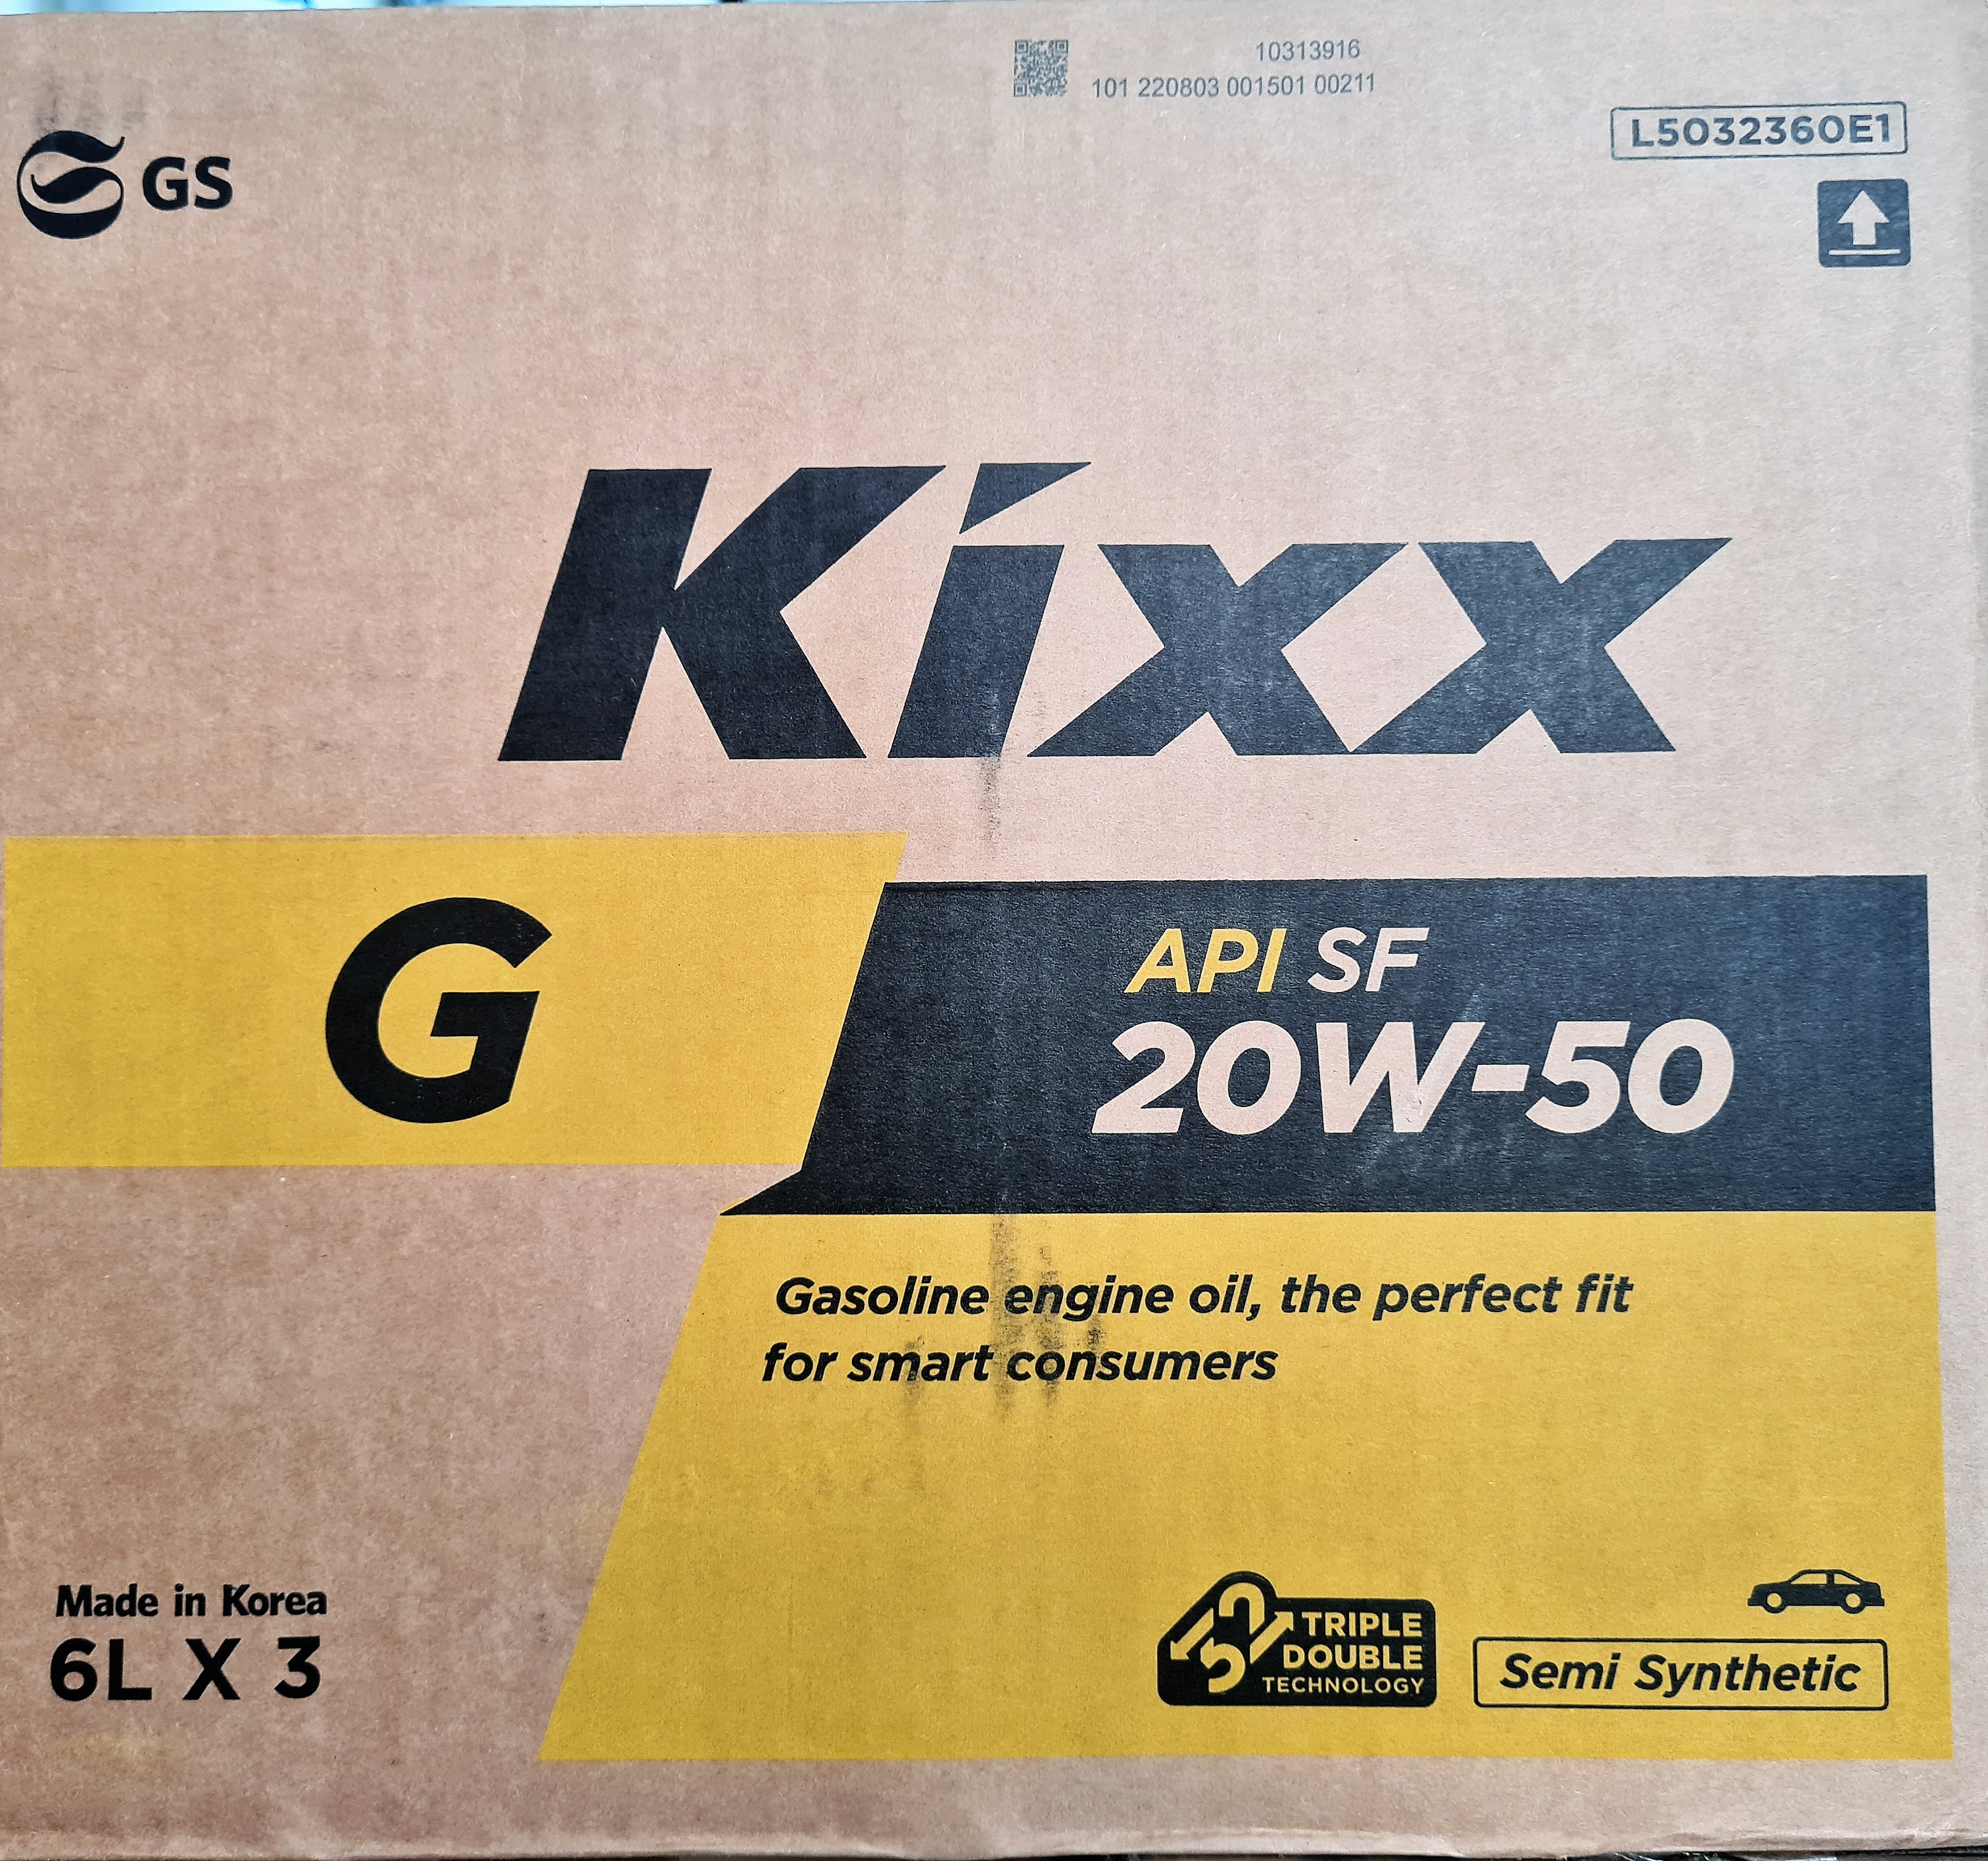 10313916
101 220803 001501 00211
L5032360E1
GS
Kixx
G
API SF
20W-50
Gasoline engine oil, the perfect fit
for smart consumers
Made in Korea
6L X 3
TRIPLE
DOUBLE
TECHNOLOGY
Semi Synthetic